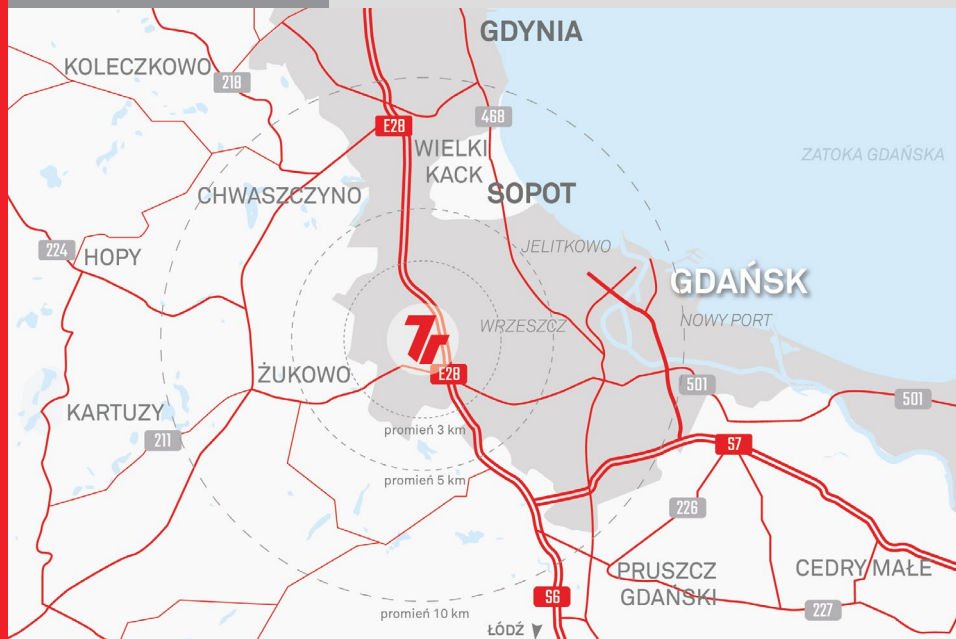 GDYNIA
KOLECZKOWO
218
468
E28
WIELKI
KACK
ZATOKA GDAŃSKA
CHWASZCZYNO
SOPOT
224
HOPY
JELITKOWO
GDAŃSK
WRZESZCZ
NOWY PORT
7R
ŻUKOWO
E28
501
501
KARTUZY
211
promień 3 km
S7
promień 5 km
226
PRUSZCZ
GDAŃSKI
CEDRY MAŁE
S6
227
promień 10 km
ŁÓDŹ